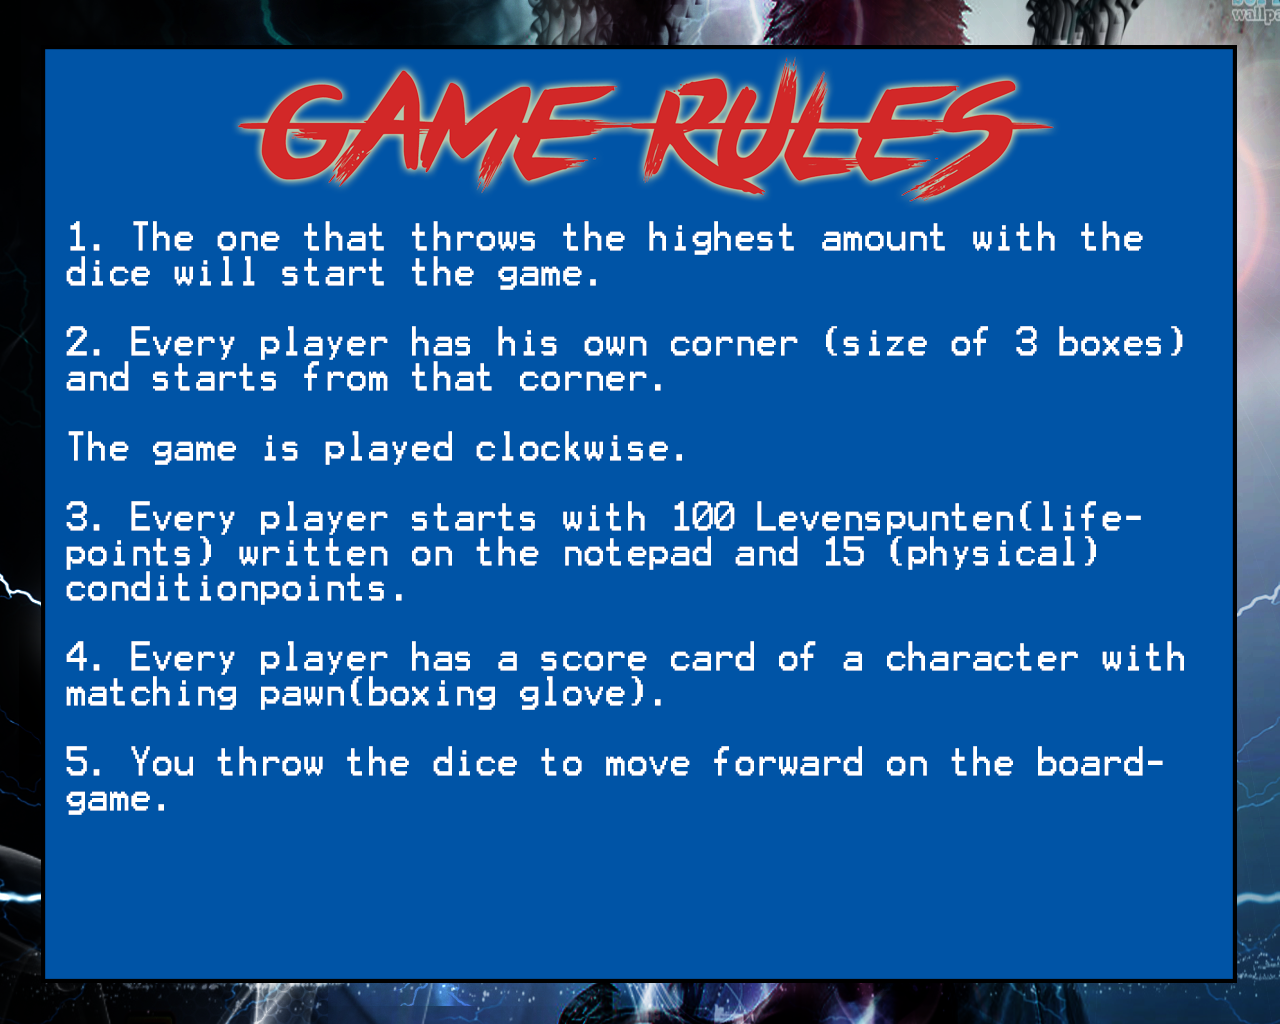 wallpa
GAME RULES
1. The one that throws the highest amount with the
dice will start the game.
2. Every player has his own corner (size of 3 boxes)
and starts from that corner.
The game is played clockwise.
3. Every player starts with 100 Levenspunten(life-
points) written on the notepad and 15 (physical)
conditionpoints.
4. Every player has a score card of a character with
matching pawn(boxing glove).
5. You throw the dice to move forward on the board-
game.